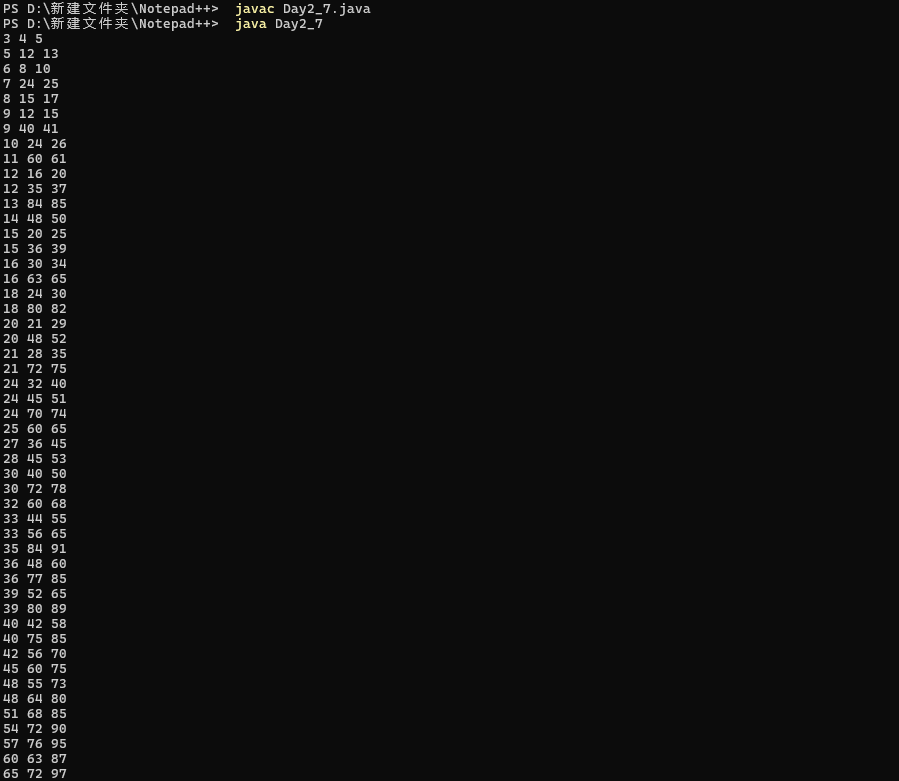 PS D:\新建文件夹\Notepad++>  javac Day2_7.java
PS D:\新建文件夹\Notepad++>  java Day2_7
3 4 5
5 12 13
6 8 10
7 24 25
8 15 17
9 12 15
9 40 41
10 24 26
11 60 61
12 16 20
12 35 37
13 84 85
14 48 50
15 20 25
15 36 39
16 30 34
16 63 65
18 24 30
18 80 82
20 21 29
20 48 52
21 28 35
21 72 75
24 32 40
24 45 51
24 70 74
25 60 65
27 36 45
28 45 53
30 40 50
30 72 78
32 60 68
33 44 55
33 56 65
35 84 91
36 48 60
36 77 85
39 52 65
39 80 89
40 42 58
40 75 85
42 56 70
45 60 75
48 55 73
48 64 80
51 68 85
54 72 90
57 76 95
60 63 87
65 72 97